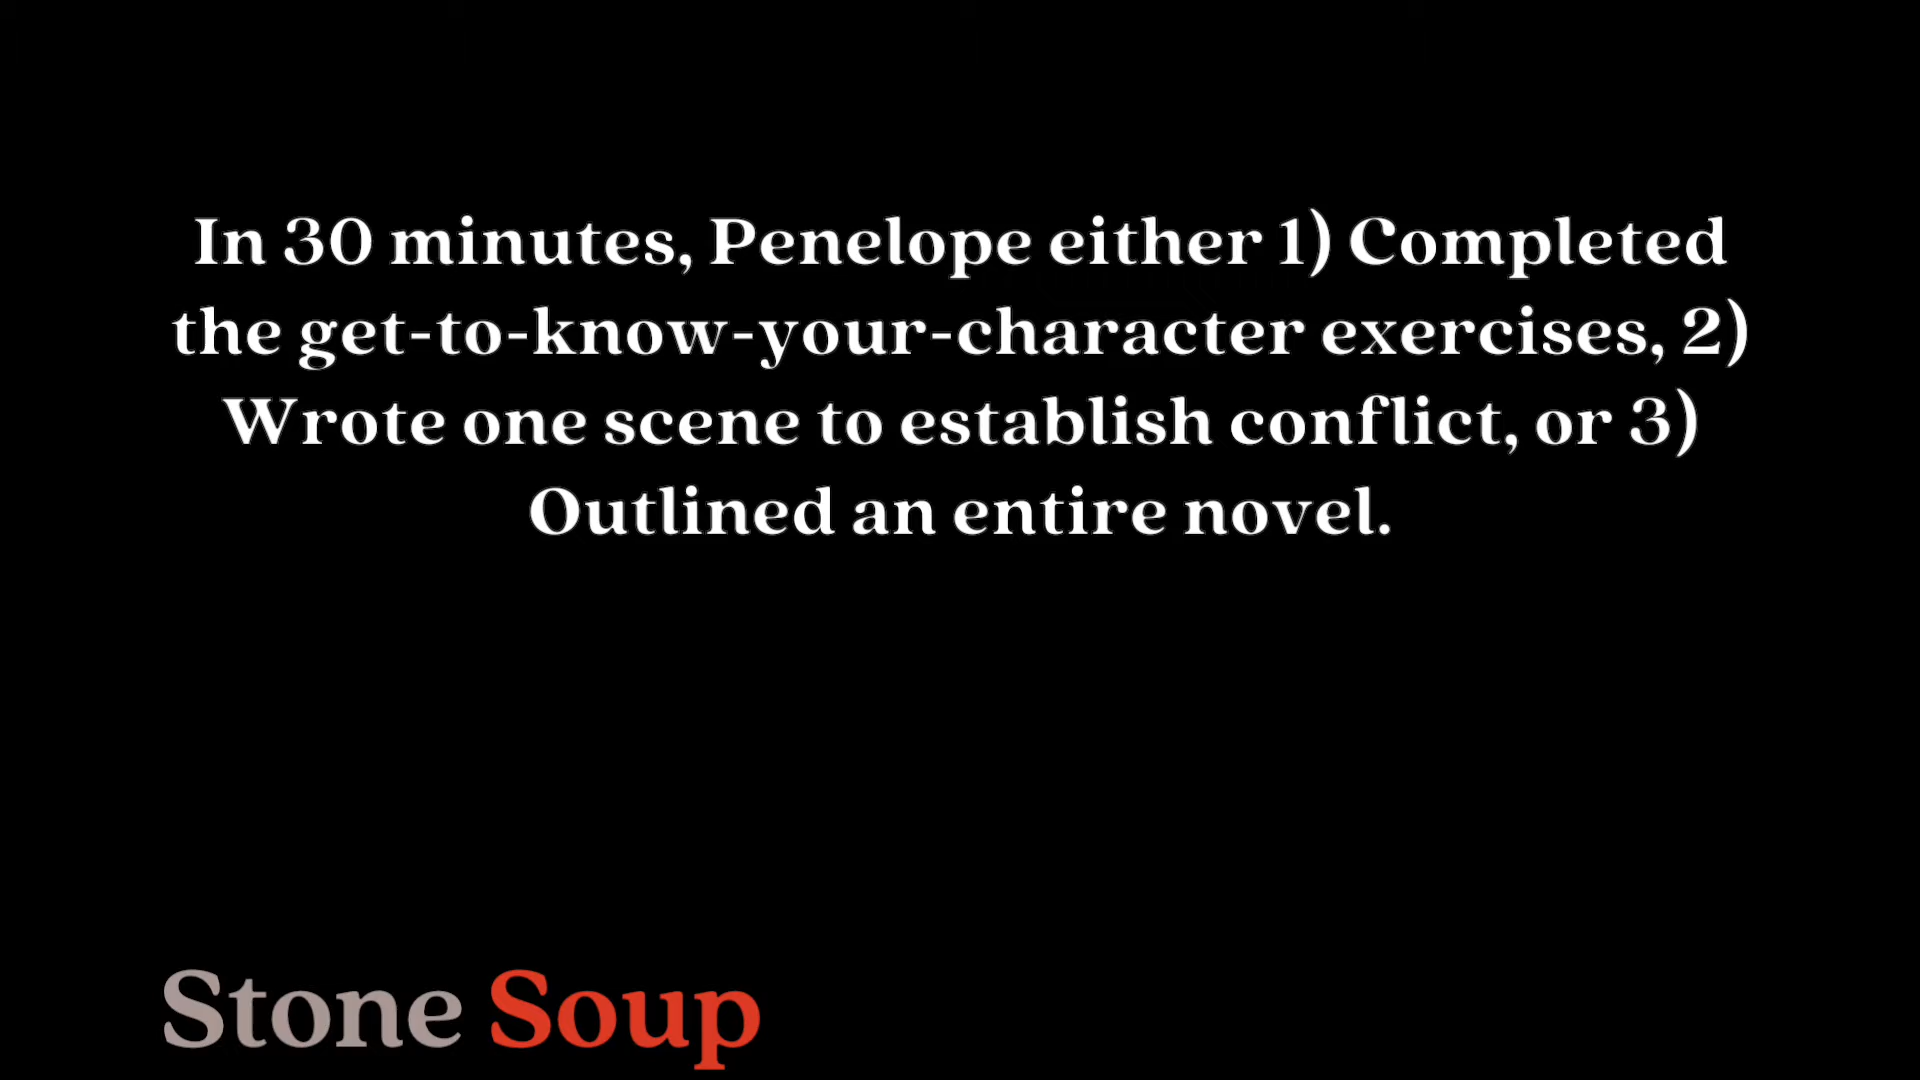 In 30 minutes, Penelope either 1) Completed
the get-to-know-your-character exercises, 2)
Wrote one scene to establish conflict, or 3)
Outlined an entire novel.
Stone Soup